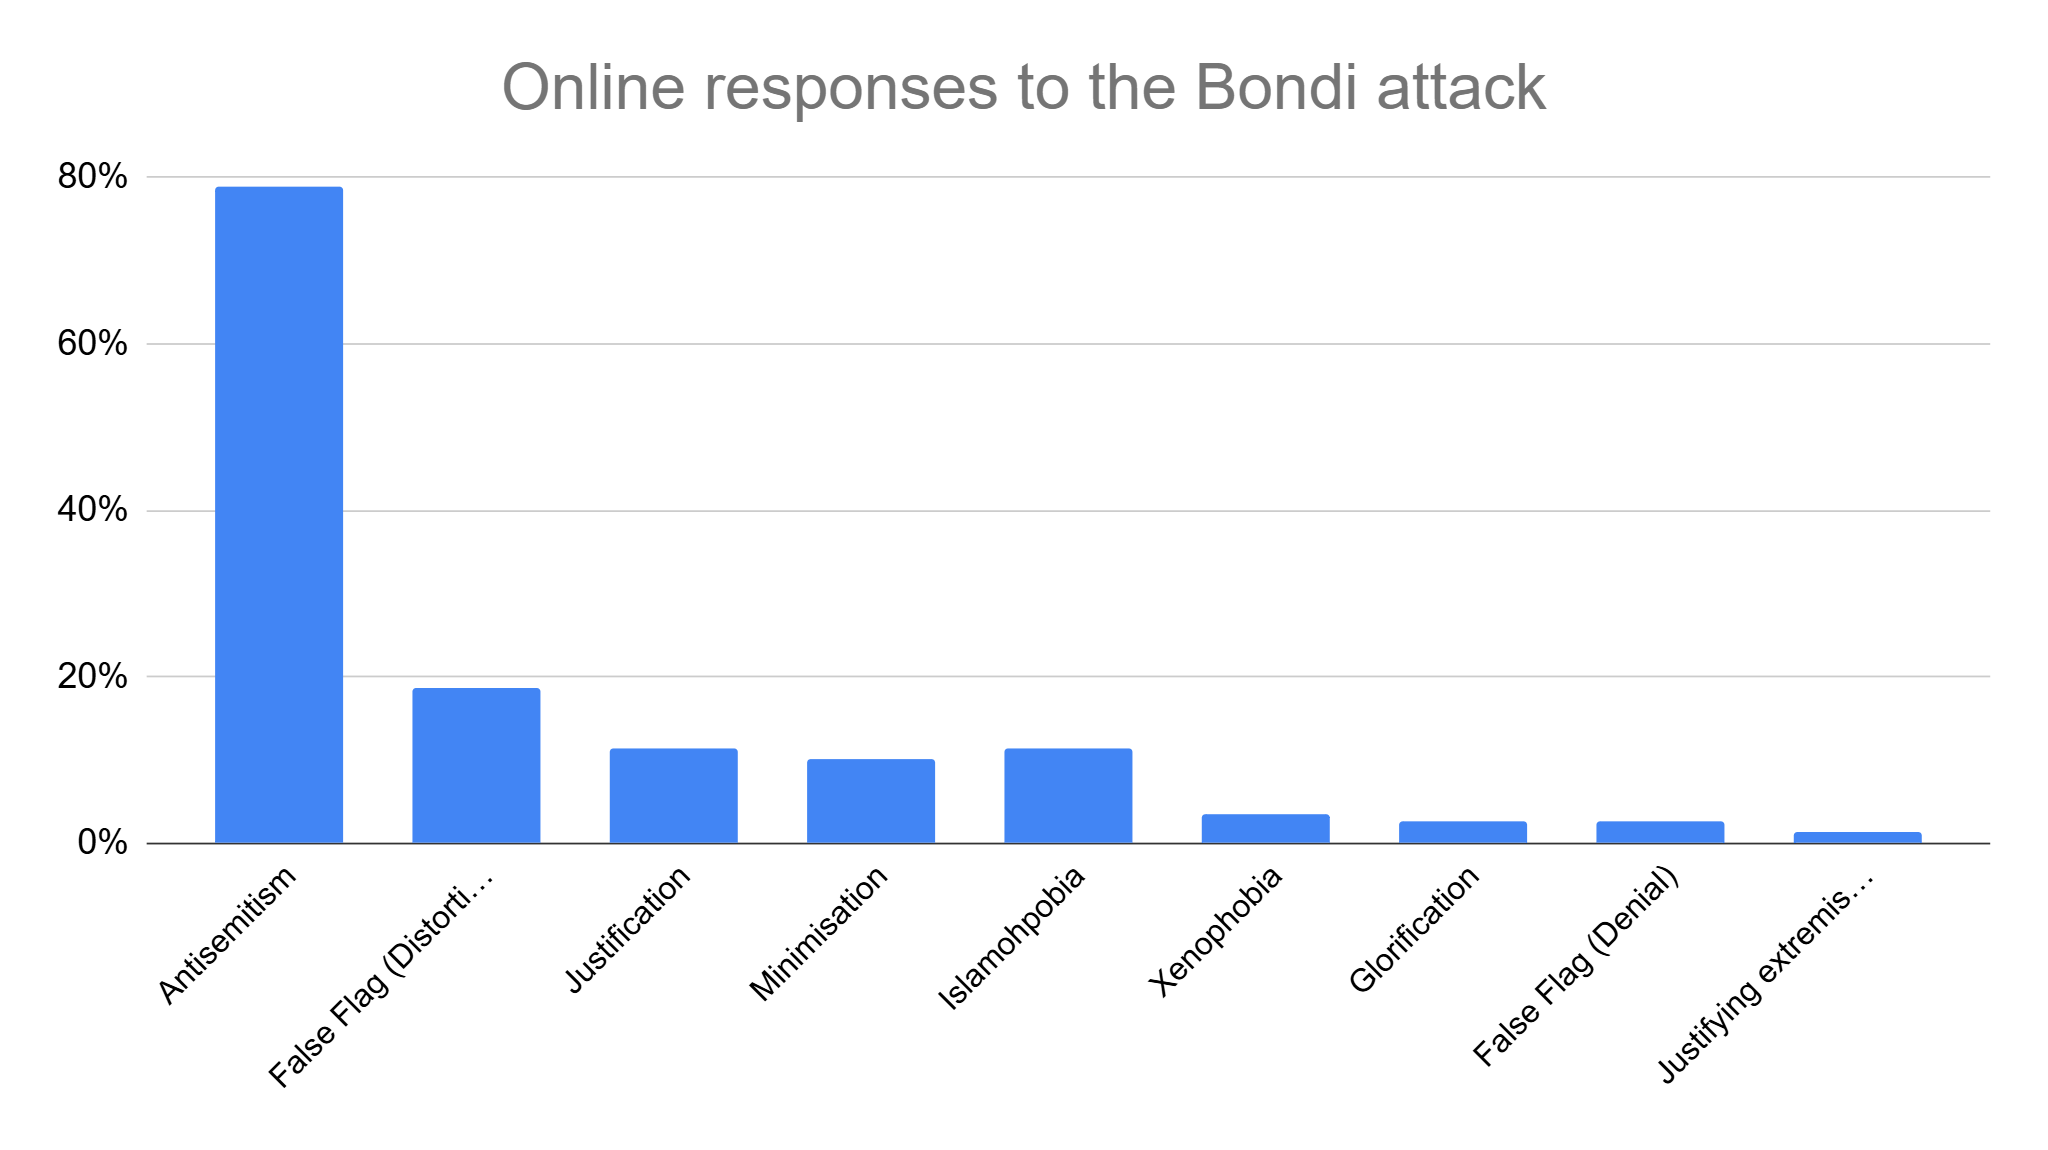 Online responses to the Bondi attack
80%
60%
40%
20%
0%
Antisemitism
False Flag (Distorti…
Justification
Minimisation
Islamohpobia
Xenophobia
Glorification
False Flag (Denial)
Justifying extremis…